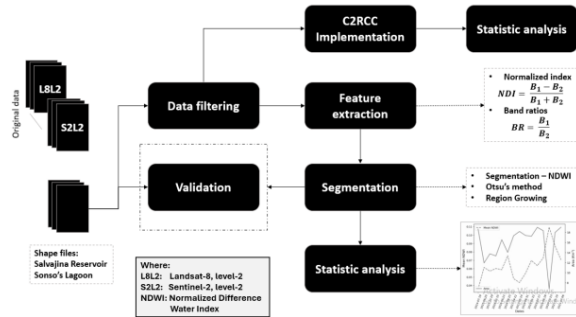 C2RCC
Implementation
Statistic analysis
Original data
L8L2
S2L2
Data filtering
Feature
extraction
• Normalized index
NDI = B₁ − B₂ / B₁ + B₂
• Band ratios
BR = B₁ / B₂
Validation
Segmentation
• Segmentation – NDWI
• Otsu's method
• Region Growing
Shape files:
Salvajina Reservoir
Sonso's Lagoon
Where:
L8L2: Landsat-8, level-2
S2L2: Sentinel-2, level-2
NDWI: Normalized Difference
Water Index
Statistic analysis